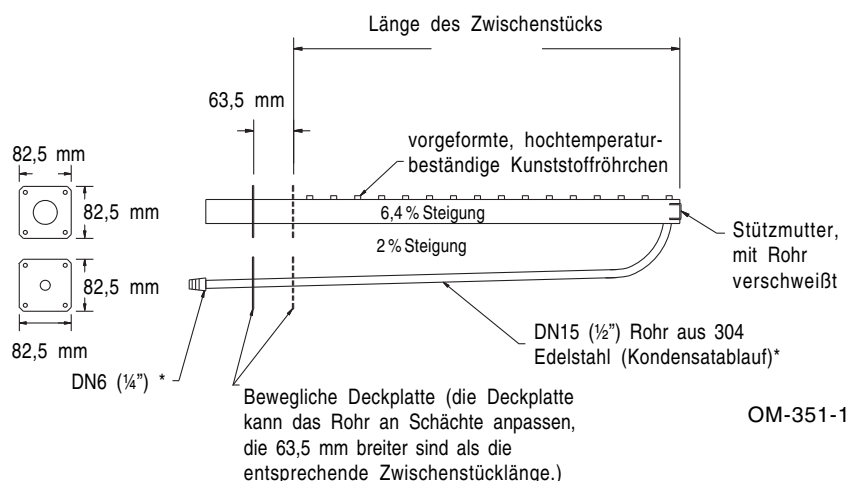 Länge des Zwischenstücks
63,5 mm
vorgeformte, hochtemperatur-
beständige Kunststoffröhrchen
82,5 mm
82,5 mm
6,4 % Steigung
2 % Steigung
Stützmutter,
mit Rohr
verschweißt
82,5 mm
82,5 mm
DN6 (¼”) *
DN15 (½”) Rohr aus 304
Edelstahl (Kondensatablauf)*
Bewegliche Deckplatte (die Deckplatte
kann das Rohr an Schächte anpassen,
die 63,5 mm breiter sind als die
entsprechende Zwischenstücklänge.)
OM-351-1